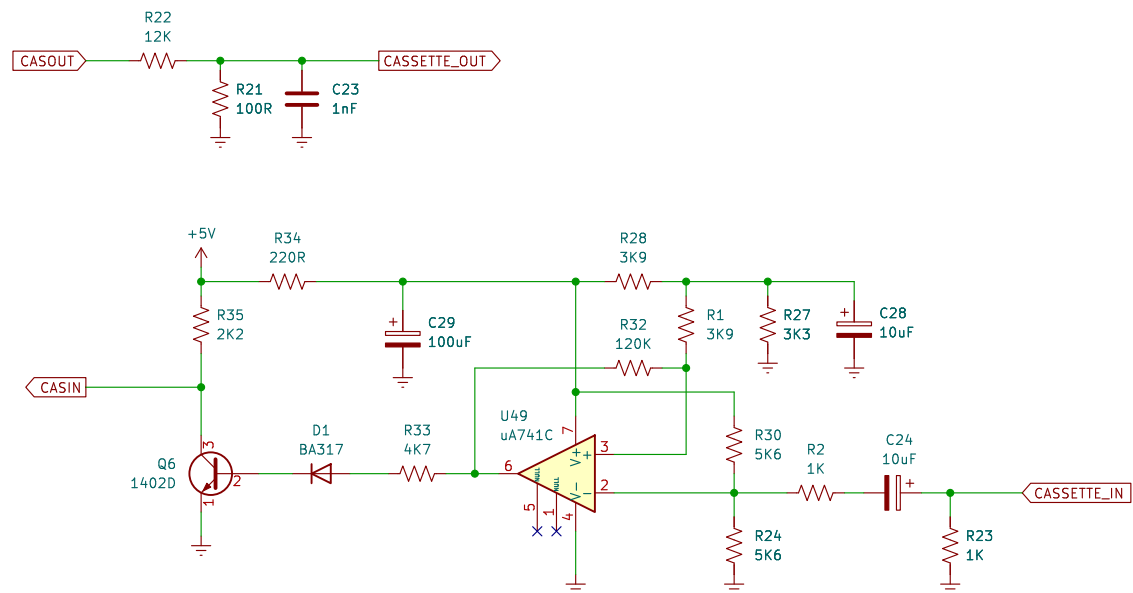 R22
12K
CASOUT
CASSETTE_OUT
R21
100R
C23
1nF
+5V
R34
220R
R28
3K9
R35
2K2
C29
100uF
R32
120K
R1
3K9
R27
3K3
C28
10uF
CASIN
U49
uA741C
D1
BA317
R33
4K7
Q6
1402D
3
2
1
6
7
3
2
5
1
4
V+
V-
NULL
NULL
+
-
R30
5K6
R2
1K
C24
10uF
CASSETTE_IN
R24
5K6
R23
1K